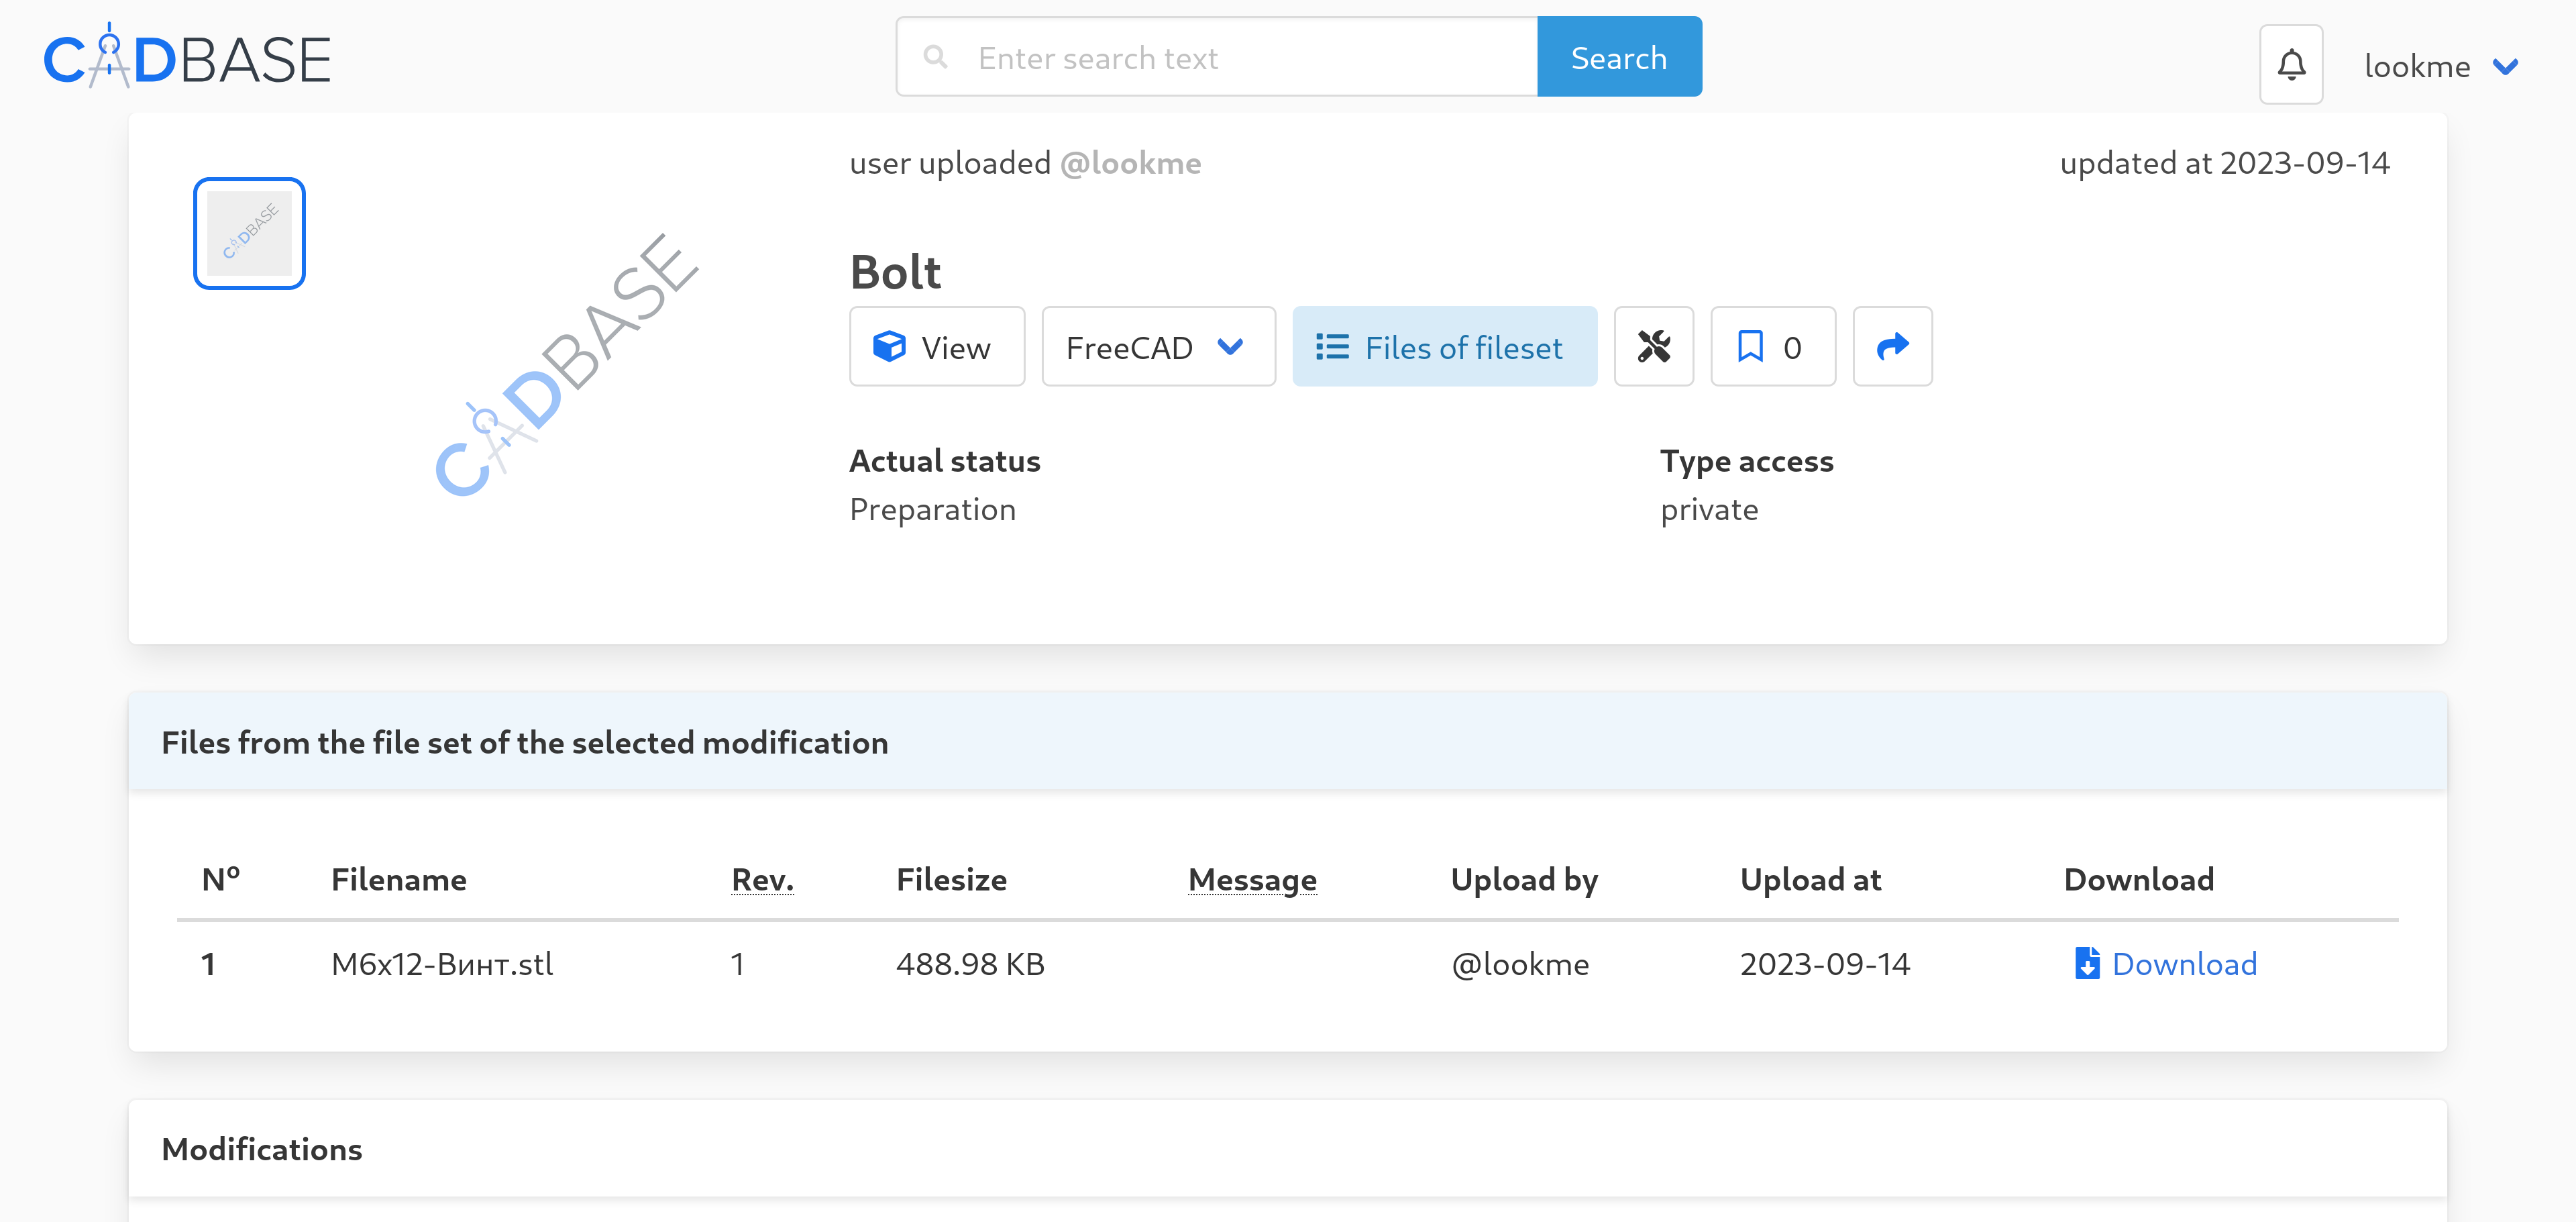 CADBASE
Enter search text
Search
lookme
user uploaded @lookme
updated at 2023-09-14
CADBASE
CADBASE
Bolt
View
FreeCAD
Files of fileset
0
Actual status
Type access
Preparation
private
Files from the file set of the selected modification
Nº Filename Rev. Filesize Message Upload by Upload at Download
1 M6x12-Винт.stl 1 488.98 KB @lookme 2023-09-14 Download
Modifications